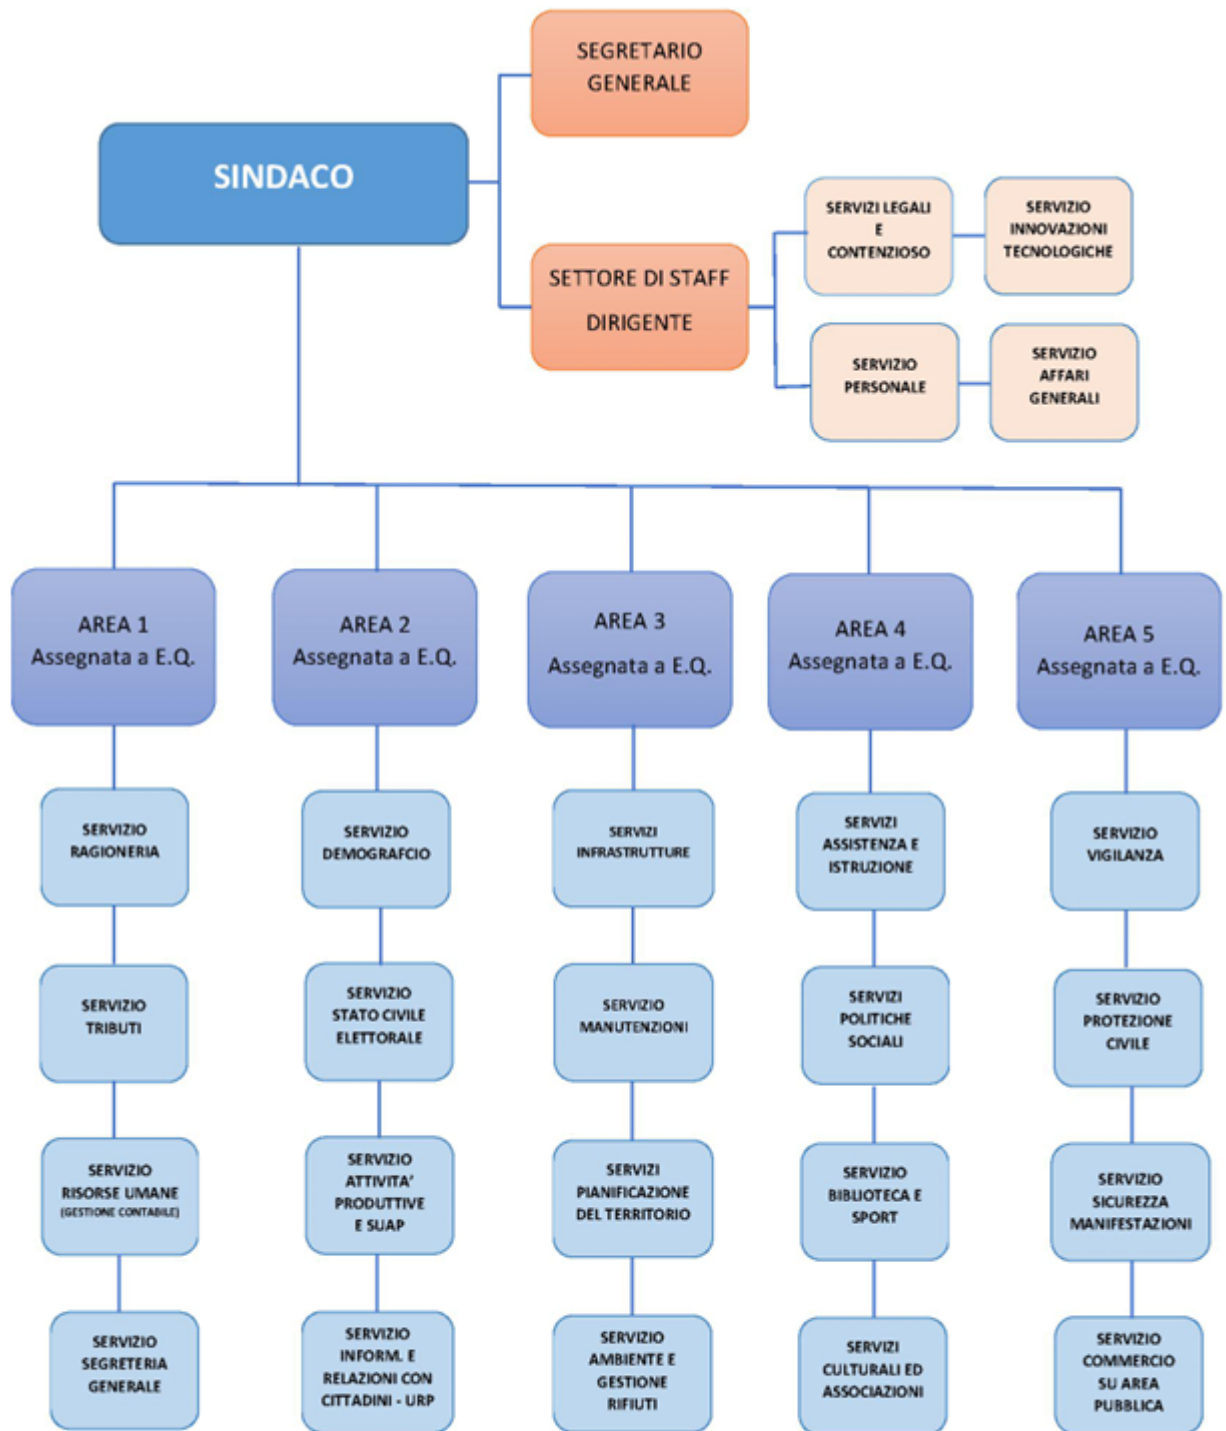 SEGRETARIO
GENERALE
SINDACO
SETTORE DI STAFF
DIRIGENTE
SERVIZI LEGALI
E
CONTENZIOSO
SERVIZIO
INNOVAZIONI
TECNOLOGICHE
SERVIZIO
PERSONALE
SERVIZIO
AFFARI
GENERALI
AREA 1
Assegnata a E.Q.
AREA 2
Assegnata a E.Q.
AREA 3
Assegnata a E.Q.
AREA 4
Assegnata a E.Q.
AREA 5
Assegnata a E.Q.
SERVIZIO
RAGIONERIA
SERVIZIO
DEMOGRAFCIO
SERVIZI
INFRASTRUTTURE
SERVIZI
ASSISTENZA E
ISTRUZIONE
SERVIZIO
VIGILANZA
SERVIZIO
TRIBUTI
SERVIZIO
STATO CIVILE
ELETTORALE
SERVIZIO
MANUTENZIONI
SERVIZI
POLITICHE
SOCIALI
SERVIZIO
PROTEZIONE
CIVILE
SERVIZIO
RISORSE UMANE
(GESTIONE CONTABILE)
SERVIZIO
ATTIVITA’
PRODUTTIVE
E SUAP
SERVIZI
PIANIFICAZIONE
DEL TERRITORIO
SERVIZIO
BIBLIOTECA E
SPORT
SERVIZIO
SICUREZZA
MANIFESTAZIONI
SERVIZIO
SEGRETERIA
GENERALE
SERVIZIO
INFORM. E
RELAZIONI CON
CITTADINI - URP
SERVIZIO
AMBIENTE E
GESTIONE
RIFIUTI
SERVIZI
CULTURALI ED
ASSOCIAZIONI
SERVIZIO
COMMERCIO
SU AREA
PUBBLICA